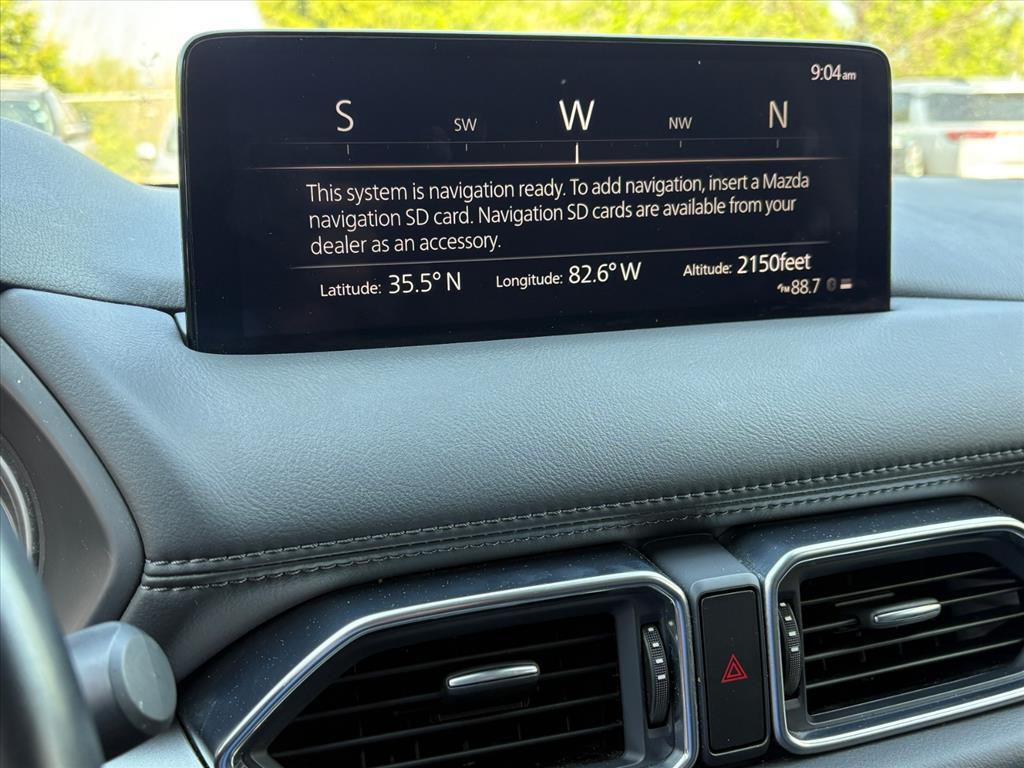 9:04am
S SW W NW N
This system is navigation ready. To add navigation, insert a Mazda
navigation SD card. Navigation SD cards are available from your
dealer as an accessory.
Latitude: 35.5° N Longitude: 82.6° W Altitude: 2150feet
FM 88.7